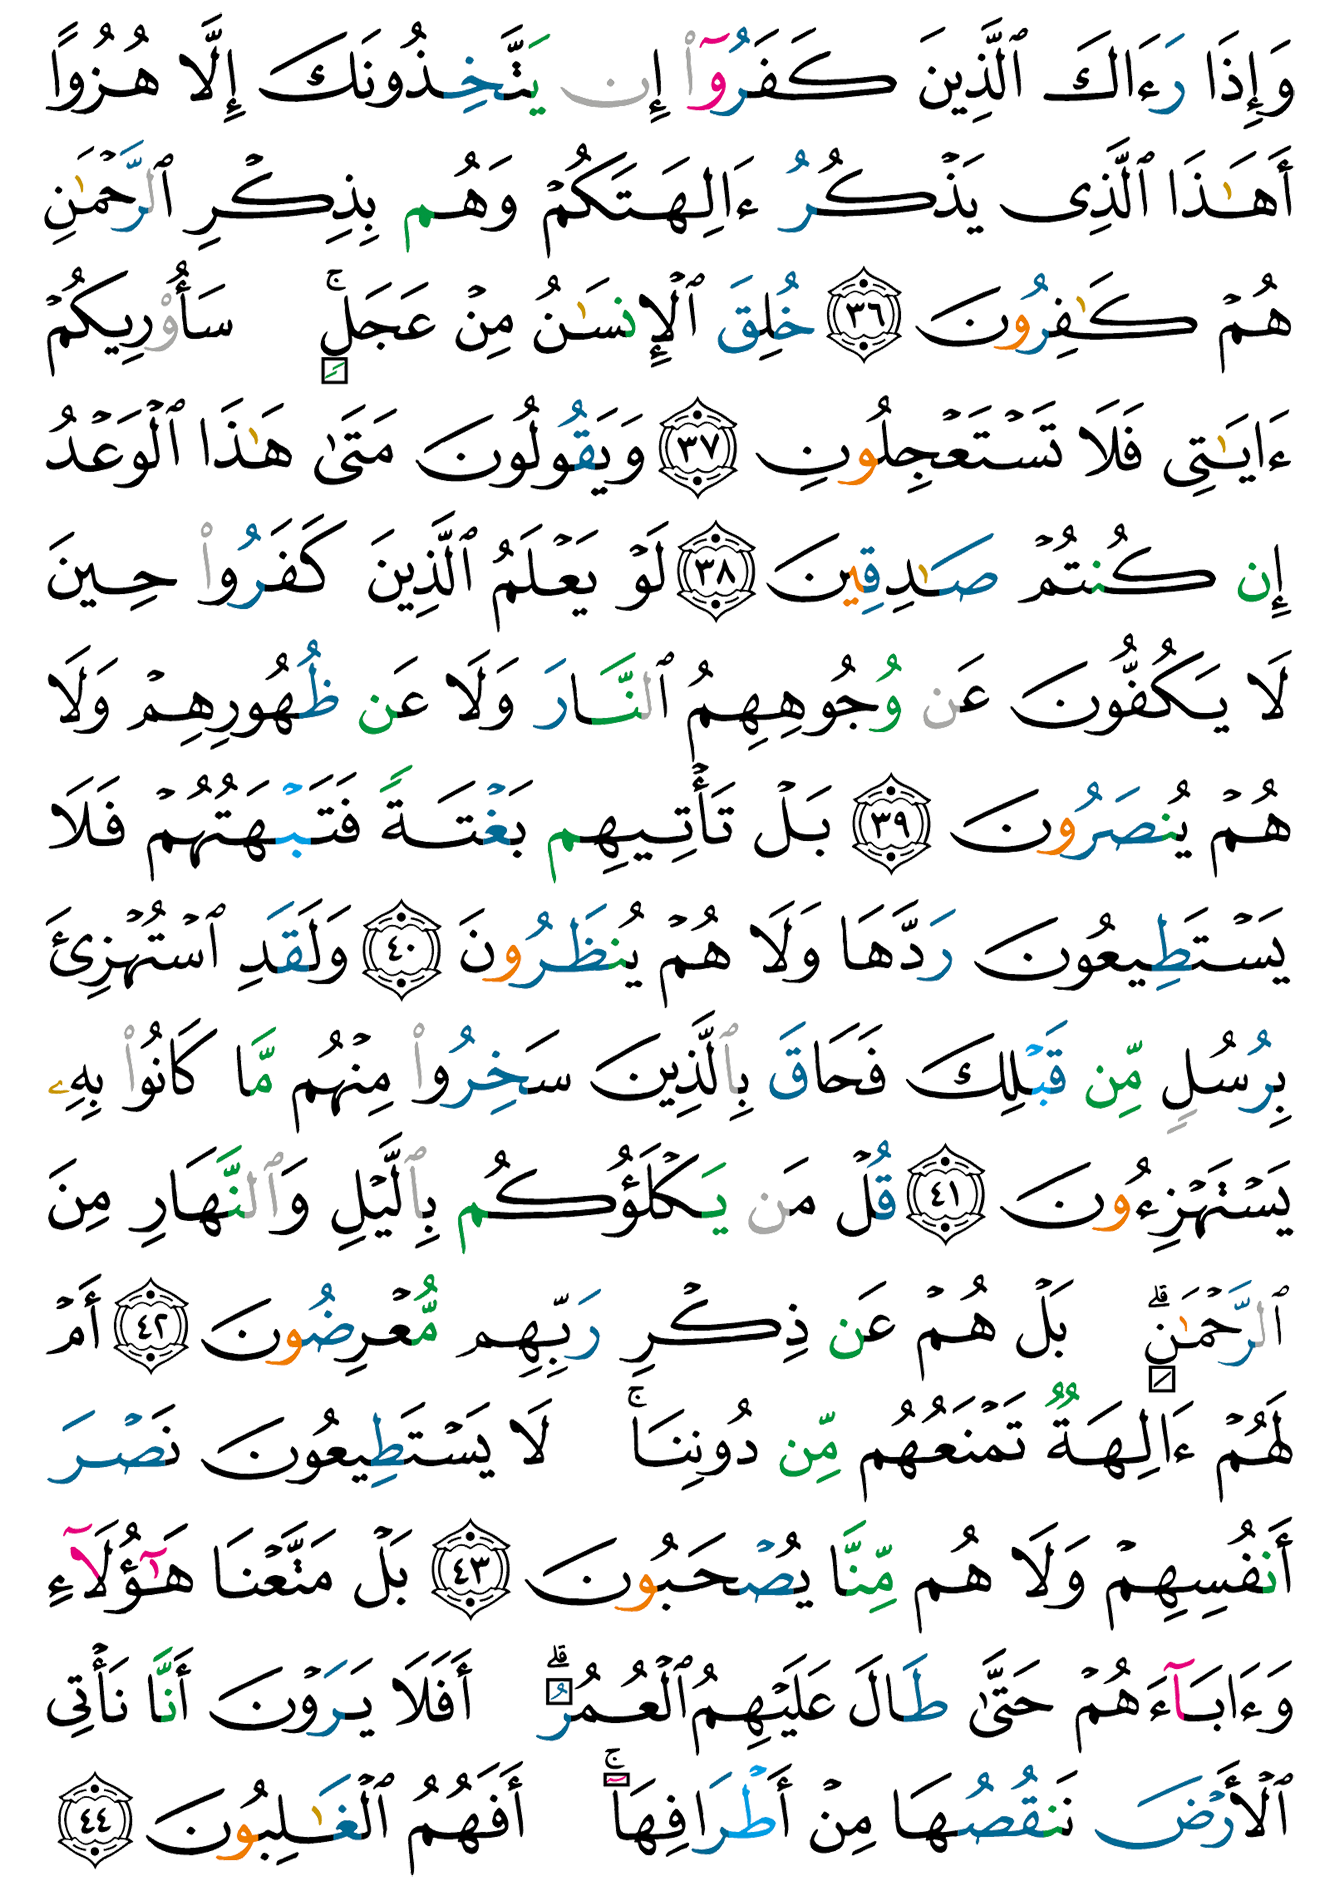 وَإِذَا رَءَاكَ ٱلَّذِينَ كَفَرُوٓا۟ إِن يَتَّخِذُونَكَ إِلَّا هُزُوًا
أَهَـٰذَا ٱلَّذِى يَذْكُرُ ءَالِهَتَكُمْ وَهُم بِذِكْرِ ٱلرَّحْمَـٰنِ
هُمْ كَـٰفِرُونَ ٣٦ خُلِقَ ٱلْإِنسَـٰنُ مِنْ عَجَلٍ ۚ سَأُو۟رِيكُمْ
ءَايَـٰتِى فَلَا تَسْتَعْجِلُونِ ٣٧ وَيَقُولُونَ مَتَىٰ هَـٰذَا ٱلْوَعْدُ
إِن كُنتُمْ صَـٰدِقِينَ ٣٨ لَوْ يَعْلَمُ ٱلَّذِينَ كَفَرُوا۟ حِينَ
لَا يَكُفُّونَ عَن وُجُوهِهِمُ ٱلنَّارَ وَلَا عَن ظُهُورِهِمْ وَلَا
هُمْ يُنصَرُونَ ٣٩ بَلْ تَأْتِيهِم بَغْتَةً فَتَبْهَتُهُمْ فَلَا
يَسْتَطِيعُونَ رَدَّهَا وَلَا هُمْ يُنظَرُونَ ٤٠ وَلَقَدِ ٱسْتُهْزِئَ
بِرُسُلٍ مِّن قَبْلِكَ فَحَاقَ بِٱلَّذِينَ سَخِرُوا۟ مِنْهُم مَّا كَانُوا۟ بِهِۦ
يَسْتَهْزِءُونَ ٤١ قُلْ مَن يَكْلَؤُكُم بِٱلَّيْلِ وَٱلنَّهَارِ مِنَ
ٱلرَّحْمَـٰنِ ۗ بَلْ هُمْ عَن ذِكْرِ رَبِّهِم مُّعْرِضُونَ ٤٢ أَمْ
لَهُمْ ءَالِهَةٌ تَمْنَعُهُم مِّن دُونِنَا ۚ لَا يَسْتَطِيعُونَ نَصْرَ
أَنفُسِهِمْ وَلَا هُم مِّنَّا يُصْحَبُونَ ٤٣ بَلْ مَتَّعْنَا هَـٰٓؤُلَآءِ
وَءَابَآءَهُمْ حَتَّىٰ طَالَ عَلَيْهِمُ ٱلْعُمُرُ ۗ أَفَلَا يَرَوْنَ أَنَّا نَأْتِى
ٱلْأَرْضَ نَنقُصُهَا مِنْ أَطْرَافِهَا ۚ أَفَهُمُ ٱلْغَـٰلِبُونَ ٤٤